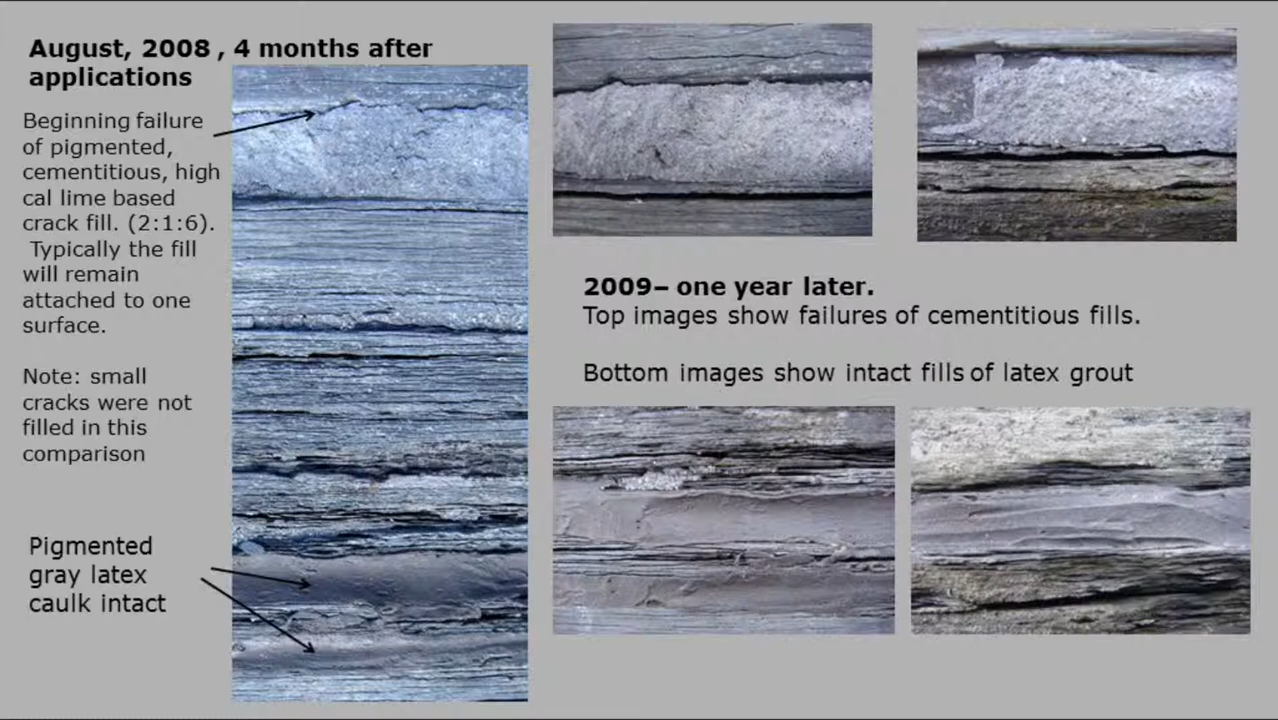 August, 2008 , 4 months after
applications
Beginning failure
of pigmented,
cementitious, high
cal lime based
crack fill. (2:1:6).
Typically the fill
will remain
attached to one
surface.
Note: small
cracks were not
filled in this
comparison
Pigmented
gray latex
caulk intact
2009– one year later.
Top images show failures of cementitious fills.
Bottom images show intact fills of latex grout